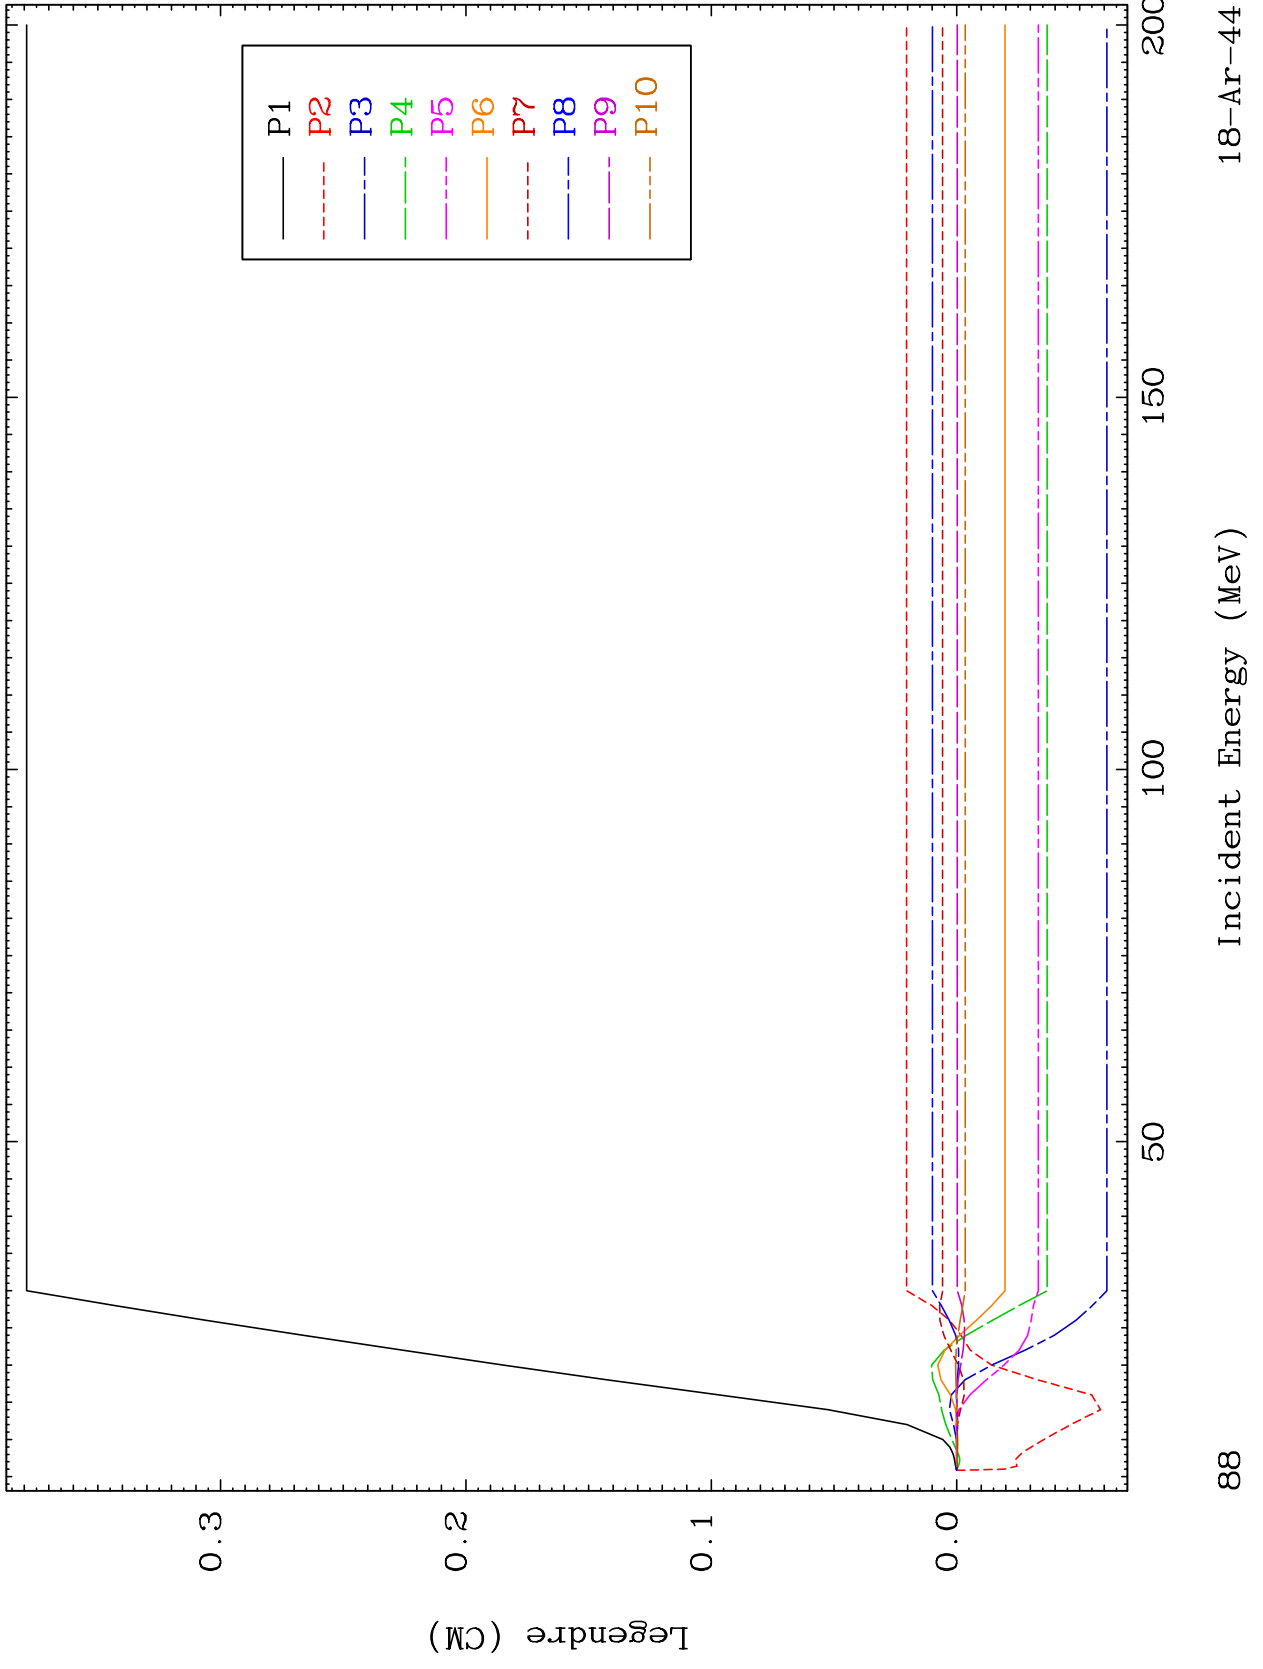 Legendre (CM)
0.3
0.2
0.1
0.0
P1
P2
P3
P4
P5
P6
P7
P8
P9
P10
50
100
150
200
Incident Energy (MeV)
88
18-Ar-44